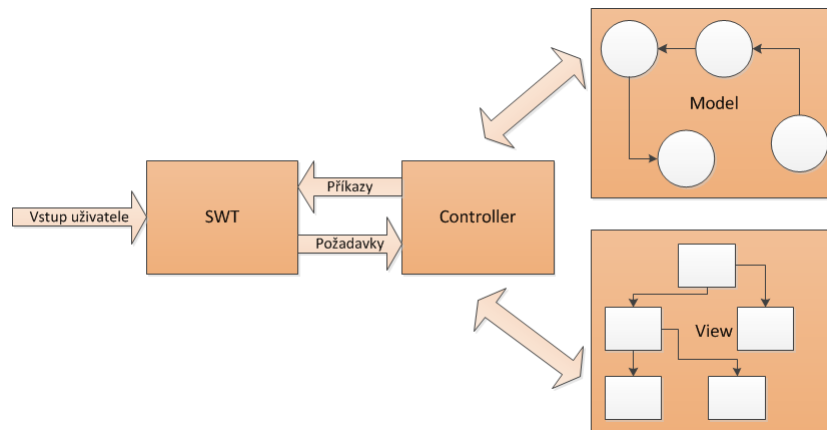 Model
Příkazy
Vstup uživatele
SWT
Controller
Požadavky
View